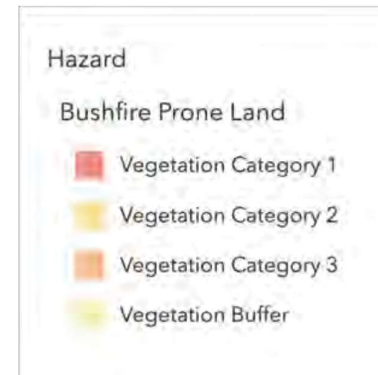 Hazard
Bushfire Prone Land
Vegetation Category 1
Vegetation Category 2
Vegetation Category 3
Vegetation Buffer